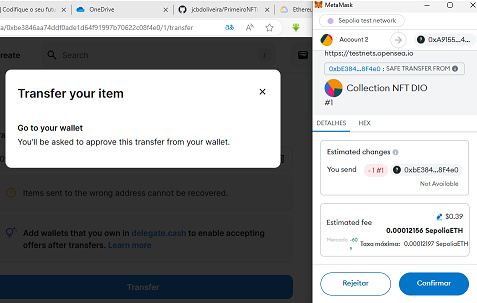 Codifique o seu futu
OneDrive
jcbdoliveira/PrimeiroNFT
Ethere
a/0xbe3846aa74ddf0ade1d64f91997b70622c08f4e0/1/transfer
Search
Transfer your item
Go to your wallet
You'll be asked to approve this transfer from your wallet.
Items sent to the wrong address cannot be recovered.
Add wallets that you own in delegate.cash to enable accepting
offers after transfers. Learn more
Transfer
MetaMask
Sepolia test network
Account 2
0xA9155...4...
https://testnets.opensea.io
0xbE384...8F4e0 : SAFE TRANSFER FROM
Collection NFT DIO
#1
DETALHES
HEX
Estimated changes
You send
- 1 #1
0xbE384...8F4e0
Not Available
Estimated fee
$0.39
0.00012156 SepoliaETH
Mercado
~60
s
Taxa máxima: 0.00012197 SepoliaETH
Rejeitar
Confirmar